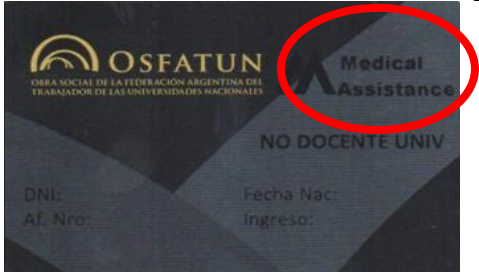 OSFATUN
OBRA SOCIAL DE LA FEDERACIÓN ARGENTINA DEL
TRABAJADOR DE LAS UNIVERSIDADES NACIONALES
Medical
Assistance
NO DOCENTE UNIV
DNI:
Fecha Nac:
Af. Nro:
Ingreso: